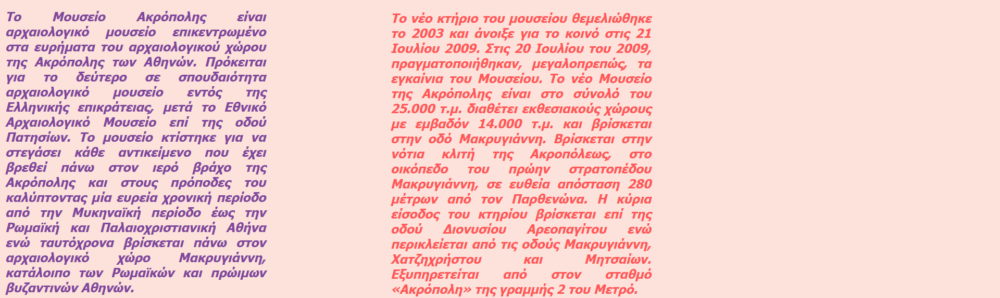 Το Μουσείο Ακρόπολης είναι
αρχαιολογικό μουσείο επικεντρωμένο
στα ευρήματα του αρχαιολογικού χώρου
της Ακρόπολης των Αθηνών. Πρόκειται
για το δεύτερο σε σπουδαιότητα
αρχαιολογικό μουσείο εντός της
Ελληνικής επικράτειας, μετά το Εθνικό
Αρχαιολογικό Μουσείο επί της οδού
Πατησίων. Το μουσείο κτίστηκε για να
στεγάσει κάθε αντικείμενο που έχει
βρεθεί πάνω στον ιερό βράχο της
Ακρόπολης και στους πρόποδες του
καλύπτοντας μία ευρεία χρονική περίοδο
από την Μυκηναϊκή περίοδο έως την
Ρωμαϊκή και Παλαιοχριστιανική Αθήνα
ενώ ταυτόχρονα βρίσκεται πάνω στον
αρχαιολογικό χώρο Μακρυγιάννη,
κατάλοιπο των Ρωμαϊκών και πρώιμων
βυζαντινών Αθηνών.
Το νέο κτήριο του μουσείου θεμελιώθηκε
το 2003 και άνοιξε για το κοινό στις 21
Ιουλίου 2009. Στις 20 Ιουλίου του 2009,
πραγματοποιήθηκαν, μεγαλοπρεπώς, τα
εγκαίνια του Μουσείου. Το νέο Μουσείο
της Ακρόπολης είναι στο σύνολό του
25.000 τ.μ. διαθέτει εκθεσιακούς χώρους
με εμβαδόν 14.000 τ.μ. και βρίσκεται
στην οδό Μακρυγιάννη. Βρίσκεται στην
νότια κλιτή της Ακροπόλεως, στο
οικόπεδο του πρώην στρατοπέδου
Μακρυγιάννη, σε ευθεία απόσταση 280
μέτρων από τον Παρθενώνα. Η κύρια
είσοδος του κτηρίου βρίσκεται επί της
οδού Διονυσίου Αρεοπαγίτου ενώ
περικλείεται από τις οδούς Μακρυγιάννη,
Χατζηχρήστου και Μητσαίων.
Εξυπηρετείται από στον σταθμό
«Ακρόπολη» της γραμμής 2 του Μετρό.